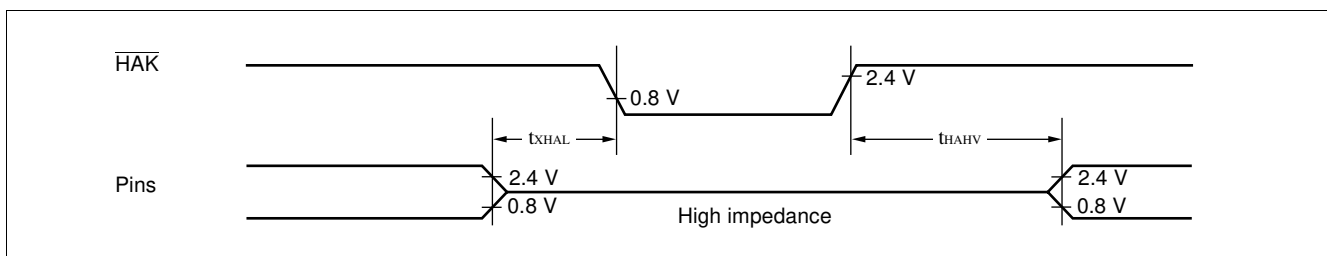 HAK
2.4 V
0.8 V
tXHAL
tHAHV
Pins
2.4 V
2.4 V
0.8 V
0.8 V
High impedance